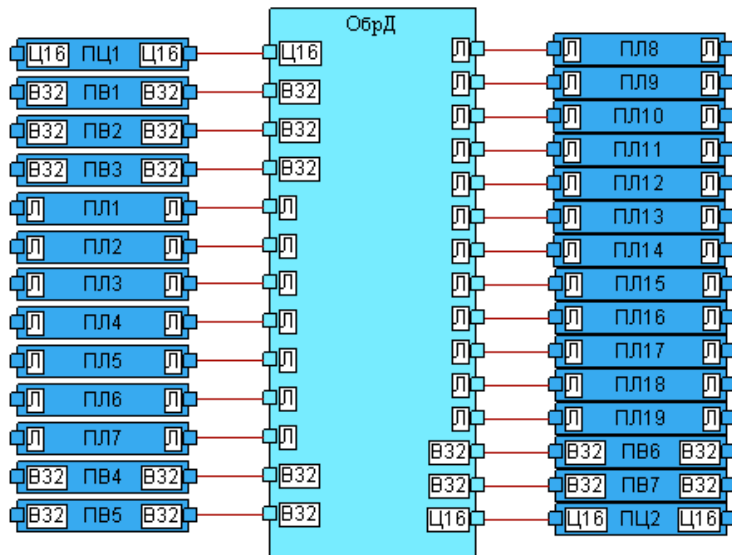 ОбрД
Ц16 ПЦ1 Ц16 Ц16 Л Л ПЛ8 Л
В32 ПВ1 В32 В32 Л Л ПЛ9 Л
В32 ПВ2 В32 В32 Л Л ПЛ10 Л
В32 ПВ3 В32 В32 Л Л ПЛ11 Л
Л ПЛ1 Л Л Л Л ПЛ12 Л
Л ПЛ2 Л Л Л Л ПЛ13 Л
Л ПЛ3 Л Л Л Л ПЛ14 Л
Л ПЛ4 Л Л Л Л ПЛ15 Л
Л ПЛ5 Л Л Л Л ПЛ16 Л
Л ПЛ6 Л Л Л Л ПЛ17 Л
Л ПЛ7 Л Л Л Л ПЛ18 Л
В32 ПВ4 В32 В32 Л Л ПЛ19 Л
В32 ПВ5 В32 В32 В32 В32 ПВ6 В32
В32 В32 ПВ7 В32
Ц16 Ц16 ПЦ2 Ц16